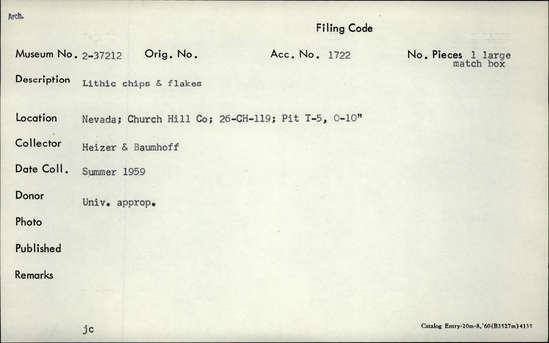 Arch.
Filing Code
Museum No. 2-37212 Orig. No. Acc. No. 1722 No. Pieces 1 large
match box
Description Lithic chips & flakes
Location Nevada; Church Hill Co; 26-CH-119; Pit T-5, 0-10"
Collector Heizer & Baumhoff
Date Coll. Summer 1959
Donor Univ. approp.
Photo
Published
Remarks
jc Catalog Entry-20m-8,'60(B3527m)4131